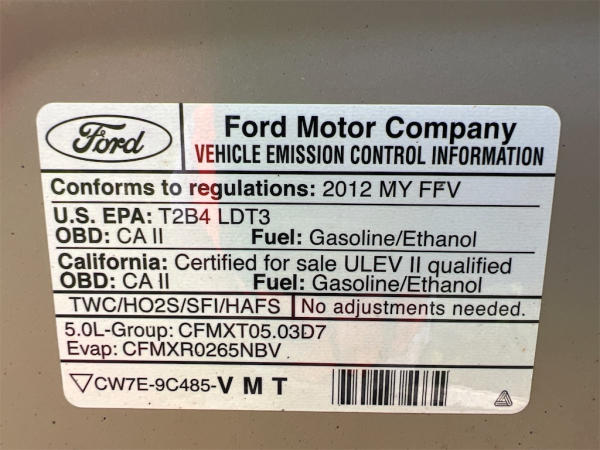 Ford
Ford Motor Company
VEHICLE EMISSION CONTROL INFORMATION
Conforms to regulations: 2012 MY FFV
U.S. EPA: T2B4 LDT3
OBD: CA II Fuel: Gasoline/Ethanol
California: Certified for sale ULEV II qualified
OBD: CA II Fuel: Gasoline/Ethanol
TWC/HO2S/SFI/HAFS No adjustments needed.
5.0L-Group: CFMXT05.03D7
Evap: CFMXR0265NBV
CW7E-9C485-VMT